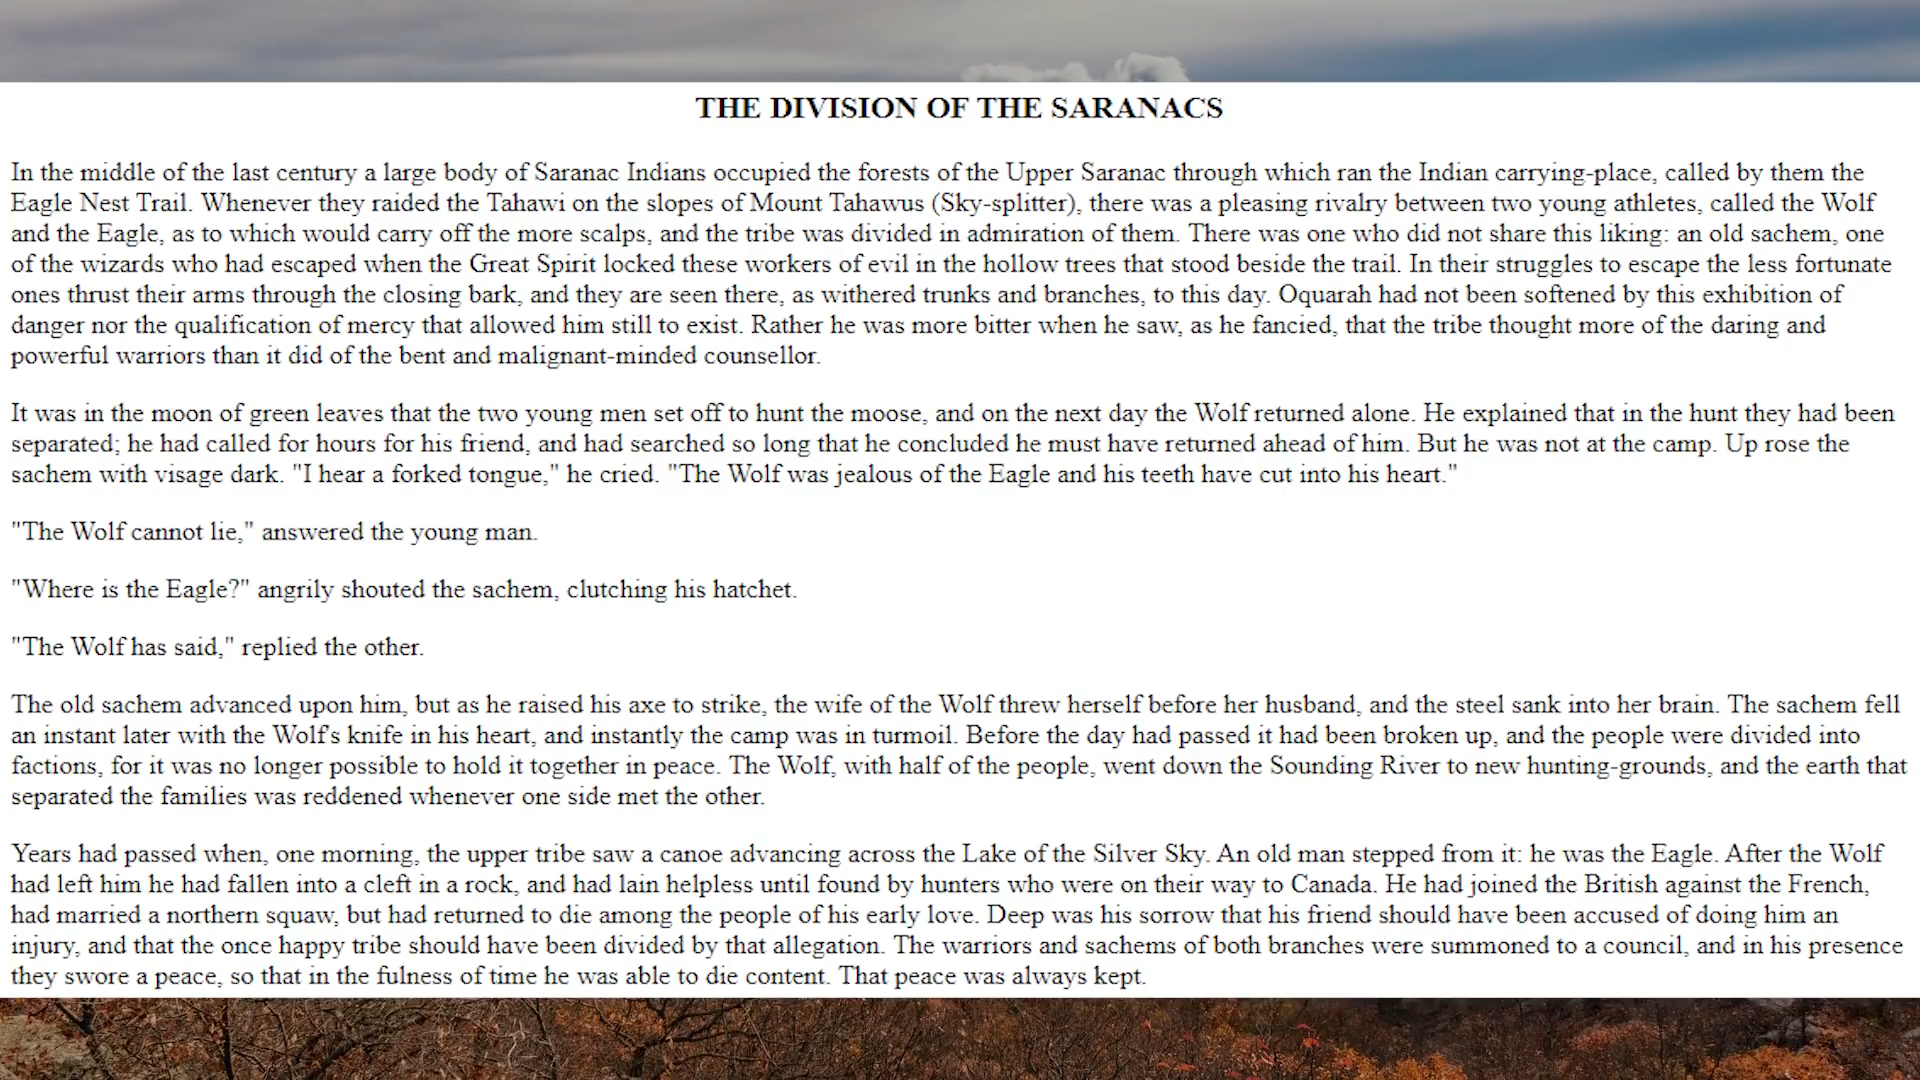 THE DIVISION OF THE SARANACS
In the middle of the last century a large body of Saranac Indians occupied the forests of the Upper Saranac through which ran the Indian carrying-place, called by them the
Eagle Nest Trail. Whenever they raided the Tahawi on the slopes of Mount Tahawus (Sky-splitter), there was a pleasing rivalry between two young athletes, called the Wolf
and the Eagle, as to which would carry off the more scalps, and the tribe was divided in admiration of them. There was one who did not share this liking: an old sachem, one
of the wizards who had escaped when the Great Spirit locked these workers of evil in the hollow trees that stood beside the trail. In their struggles to escape the less fortunate
ones thrust their arms through the closing bark, and they are seen there, as withered trunks and branches, to this day. Oquarah had not been softened by this exhibition of
danger nor the qualification of mercy that allowed him still to exist. Rather he was more bitter when he saw, as he fancied, that the tribe thought more of the daring and
powerful warriors than it did of the bent and malignant-minded counsellor.
It was in the moon of green leaves that the two young men set off to hunt the moose, and on the next day the Wolf returned alone. He explained that in the hunt they had been
separated; he had called for hours for his friend, and had searched so long that he concluded he must have returned ahead of him. But he was not at the camp. Up rose the
sachem with visage dark. "I hear a forked tongue," he cried. "The Wolf was jealous of the Eagle and his teeth have cut into his heart."
"The Wolf cannot lie," answered the young man.
"Where is the Eagle?" angrily shouted the sachem, clutching his hatchet.
"The Wolf has said," replied the other.
The old sachem advanced upon him, but as he raised his axe to strike, the wife of the Wolf threw herself before her husband, and the steel sank into her brain. The sachem fell
an instant later with the Wolf's knife in his heart, and instantly the camp was in turmoil. Before the day had passed it had been broken up, and the people were divided into
factions, for it was no longer possible to hold it together in peace. The Wolf, with half of the people, went down the Sounding River to new hunting-grounds, and the earth that
separated the families was reddened whenever one side met the other.
Years had passed when, one morning, the upper tribe saw a canoe advancing across the Lake of the Silver Sky. An old man stepped from it: he was the Eagle. After the Wolf
had left him he had fallen into a cleft in a rock, and had lain helpless until found by hunters who were on their way to Canada. He had joined the British against the French,
had married a northern squaw, but had returned to die among the people of his early love. Deep was his sorrow that his friend should have been accused of doing him an
injury, and that the once happy tribe should have been divided by that allegation. The warriors and sachems of both branches were summoned to a council, and in his presence
they swore a peace, so that in the fulness of time he was able to die content. That peace was always kept.